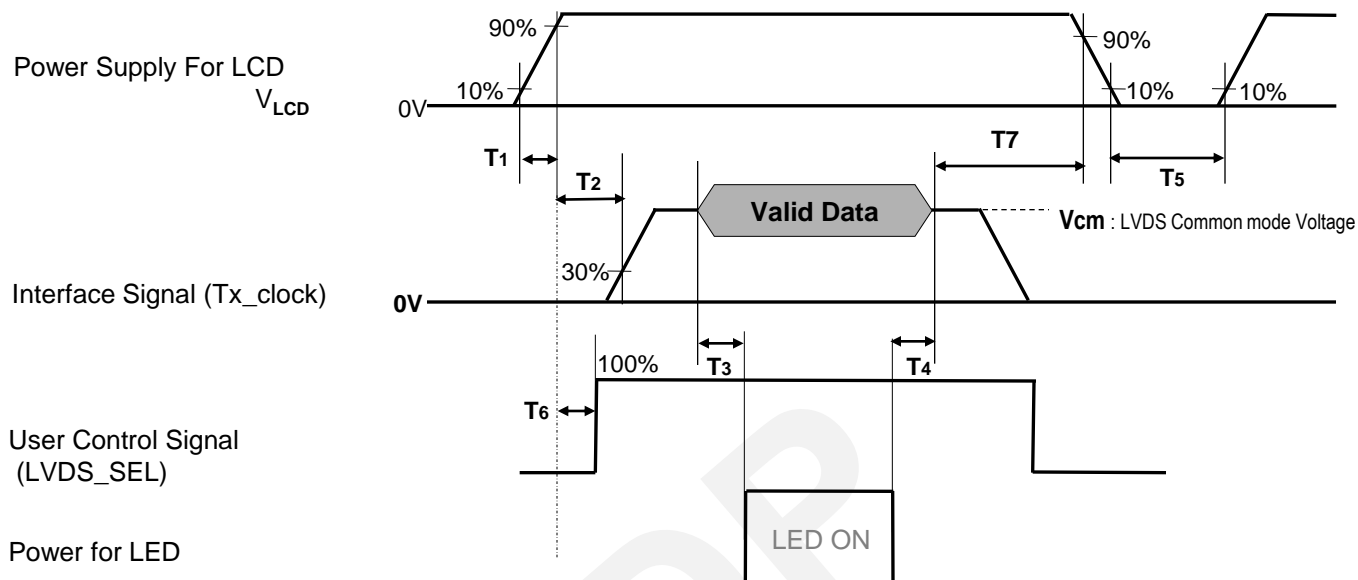 90%
90%
Power Supply For LCD
VLCD
10%
10%
10%
0V
T1
T7
T2
T5
Valid Data
Vcm : LVDS Common mode Voltage
30%
Interface Signal (Tx_clock)
0V
T3
T4
100%
T6
User Control Signal
(LVDS_SEL)
LED ON
Power for LED